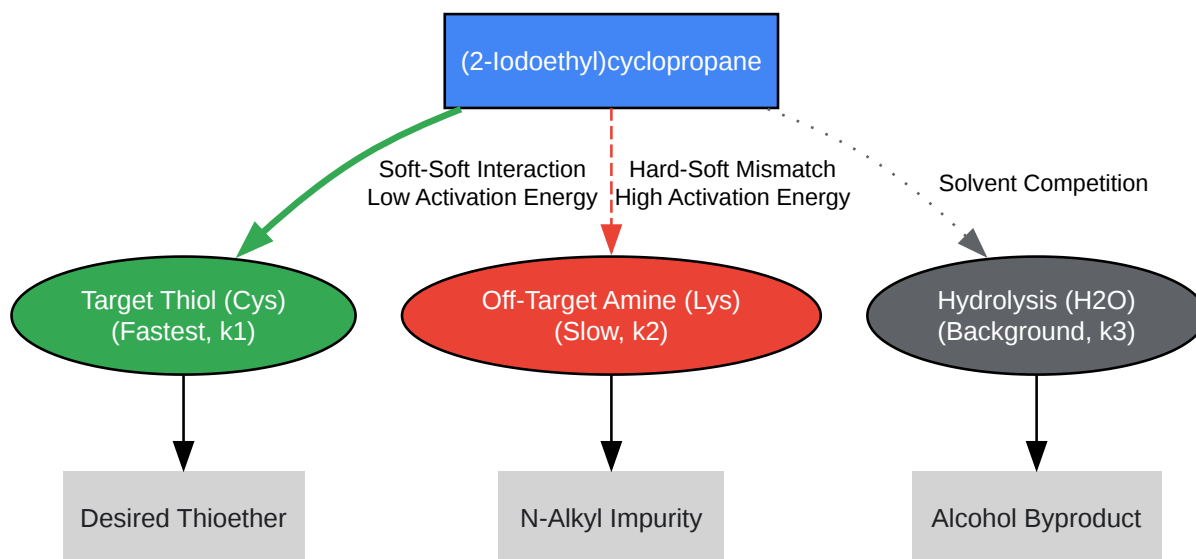 (2-Iodoethyl)cyclopropane
Soft-Soft Interaction
Low Activation Energy
Hard-Soft Mismatch
High Activation Energy
Solvent Competition
Target Thiol (Cys)
(Fastest, k1)
Off-Target Amine (Lys)
(Slow, k2)
Hydrolysis (H2O)
(Background, k3)
Desired Thioether
N-Alkyl Impurity
Alcohol Byproduct